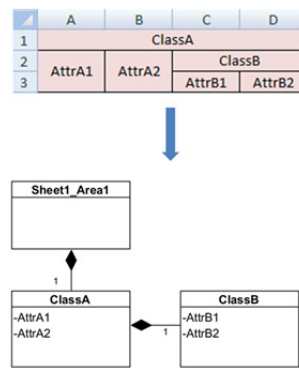 A B C D
1 ClassA
2 AttrA1 AttrA2 ClassB
3 AttrB1 AttrB2
Sheet1_Area1
1
ClassA ClassB
-AttrA1 -AttrB1
-AttrA2 1 -AttrB2